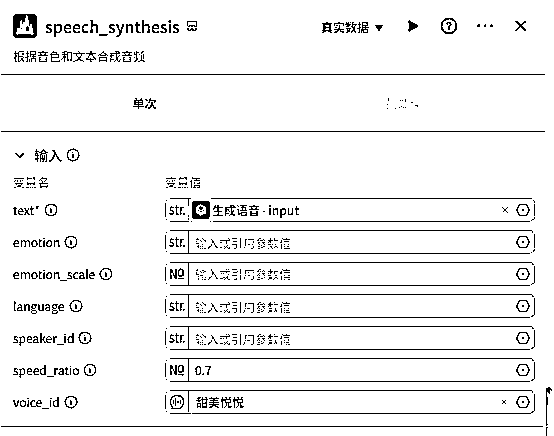 speech_synthesis
真实数据
根据音色和文本合成音频
单次
输入
变量名 变量值
text* str. 生成语音 - input
emotion str. 输入或引用参数值
emotion_scale № 输入或引用参数值
language str. 输入或引用参数值
speaker_id str. 输入或引用参数值
speed_ratio № 0.7
voice_id 甜美悦悦